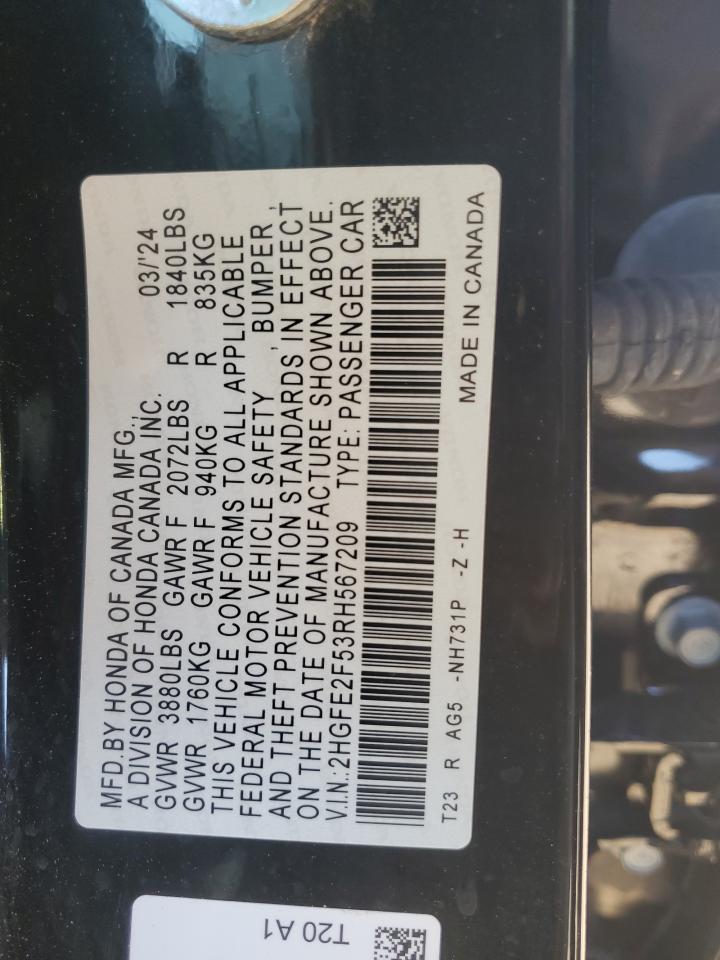 MFD.BY HONDA OF CANADA MFG.,
A DIVISION OF HONDA CANADA INC. 03/'24
GVWR 3880LBS GAWR F 2072LBS R 1840LBS
GVWR 1760KG GAWR F 940KG R 835KG
THIS VEHICLE CONFORMS TO ALL APPLICABLE
FEDERAL MOTOR VEHICLE SAFETY , BUMPER ,
AND THEFT PREVENTION STANDARDS IN EFFECT
ON THE DATE OF MANUFACTURE SHOWN ABOVE.
V.I.N.:2HGFE2F53RH567209 TYPE: PASSENGER CAR
T23 R AG5 -NH731P -Z -H MADE IN CANADA
T20 A1